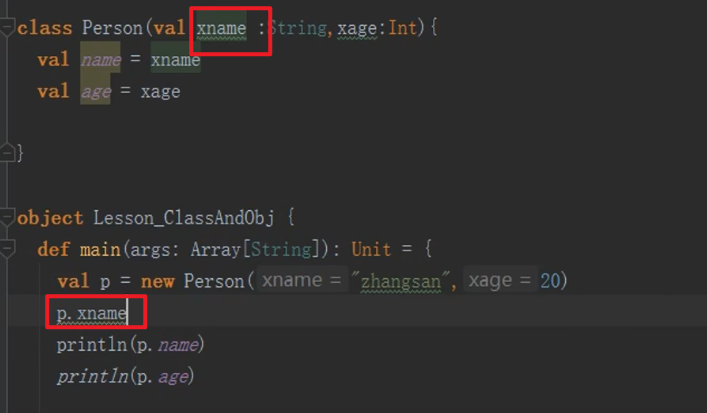 class Person(val xname :String,xage:Int){
val name = xname
val age = xage
}
object Lesson_ClassAndObj {
def main(args: Array[String]): Unit = {
val p = new Person( xname = "zhangsan", xage = 20)
p.xname
println(p.name)
println(p.age)